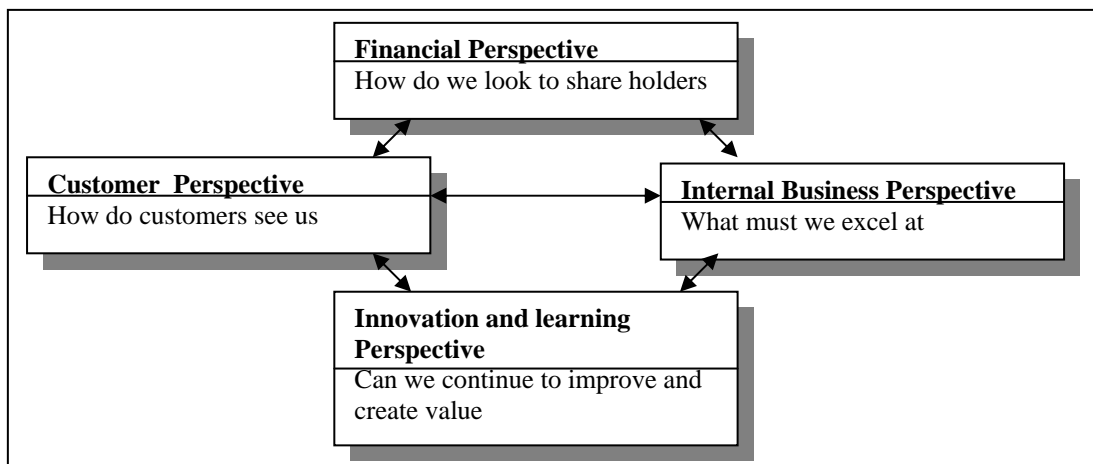 Financial Perspective
How do we look to share holders
Customer  Perspective
How do customers see us
Internal Business Perspective
What must we excel at
Innovation and learning
Perspective
Can we continue to improve and
create value